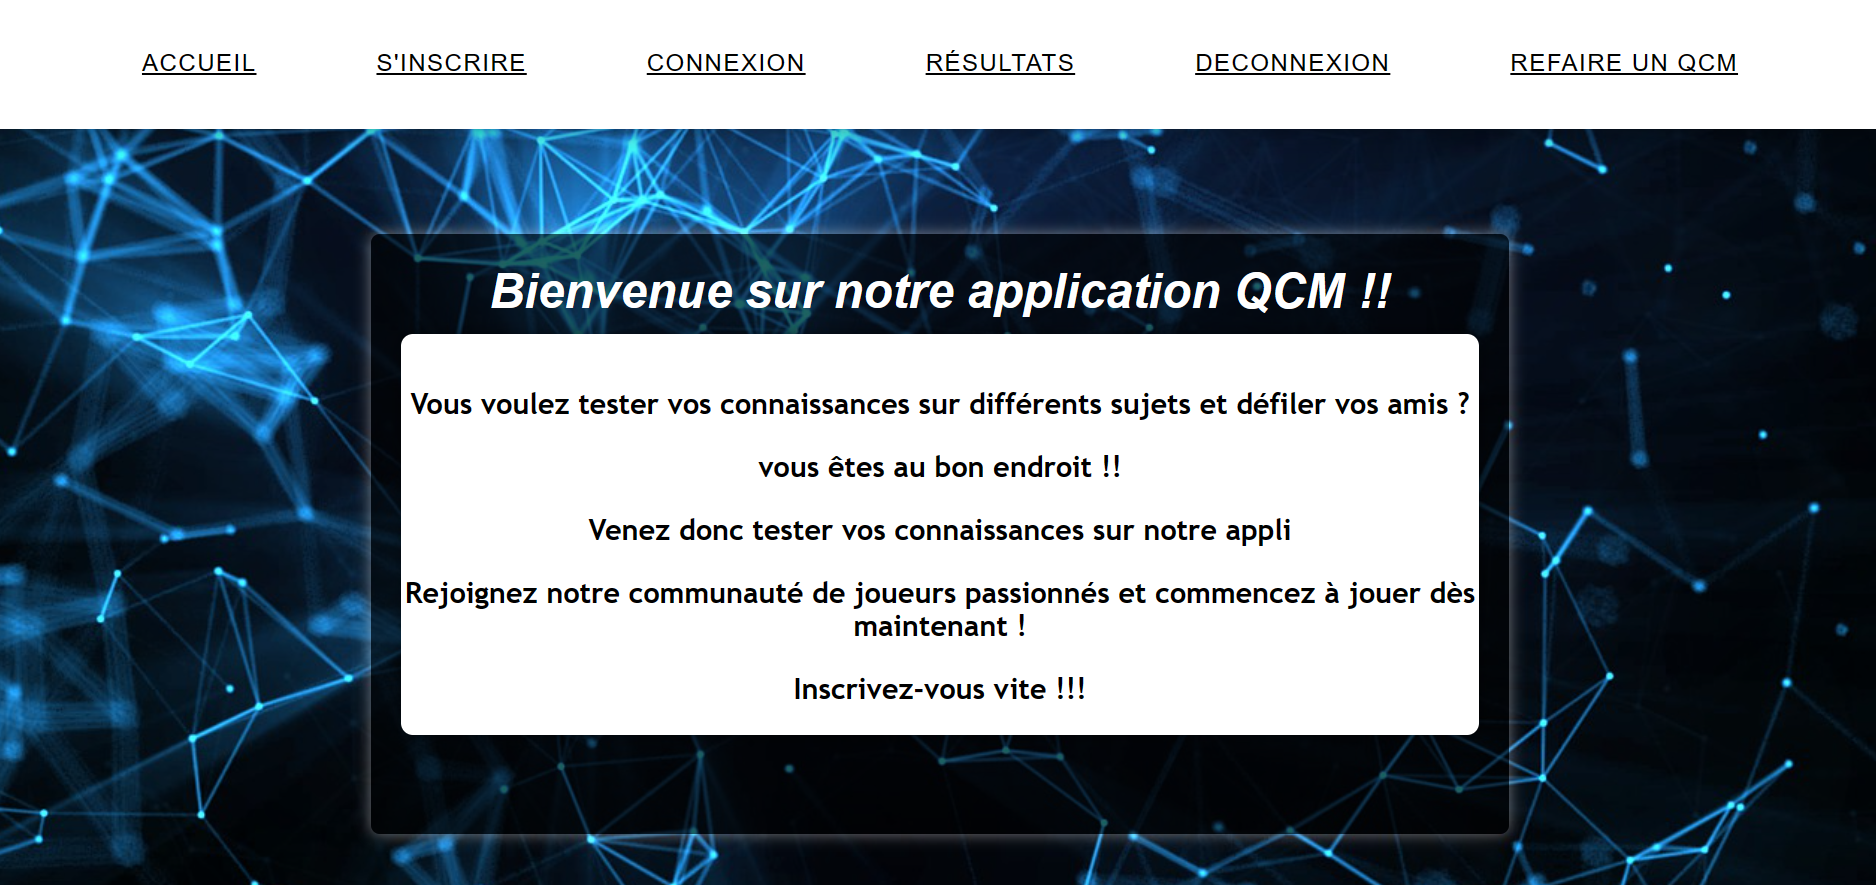 ACCUEIL S'INSCRIRE CONNEXION RÉSULTATS DECONNEXION REFAIRE UN QCM
Bienvenue sur notre application QCM !!
Vous voulez tester vos connaissances sur différents sujets et défiler vos amis ?
vous êtes au bon endroit !!
Venez donc tester vos connaissances sur notre appli
Rejoignez notre communauté de joueurs passionnés et commencez à jouer dès
maintenant !
Inscrivez-vous vite !!!